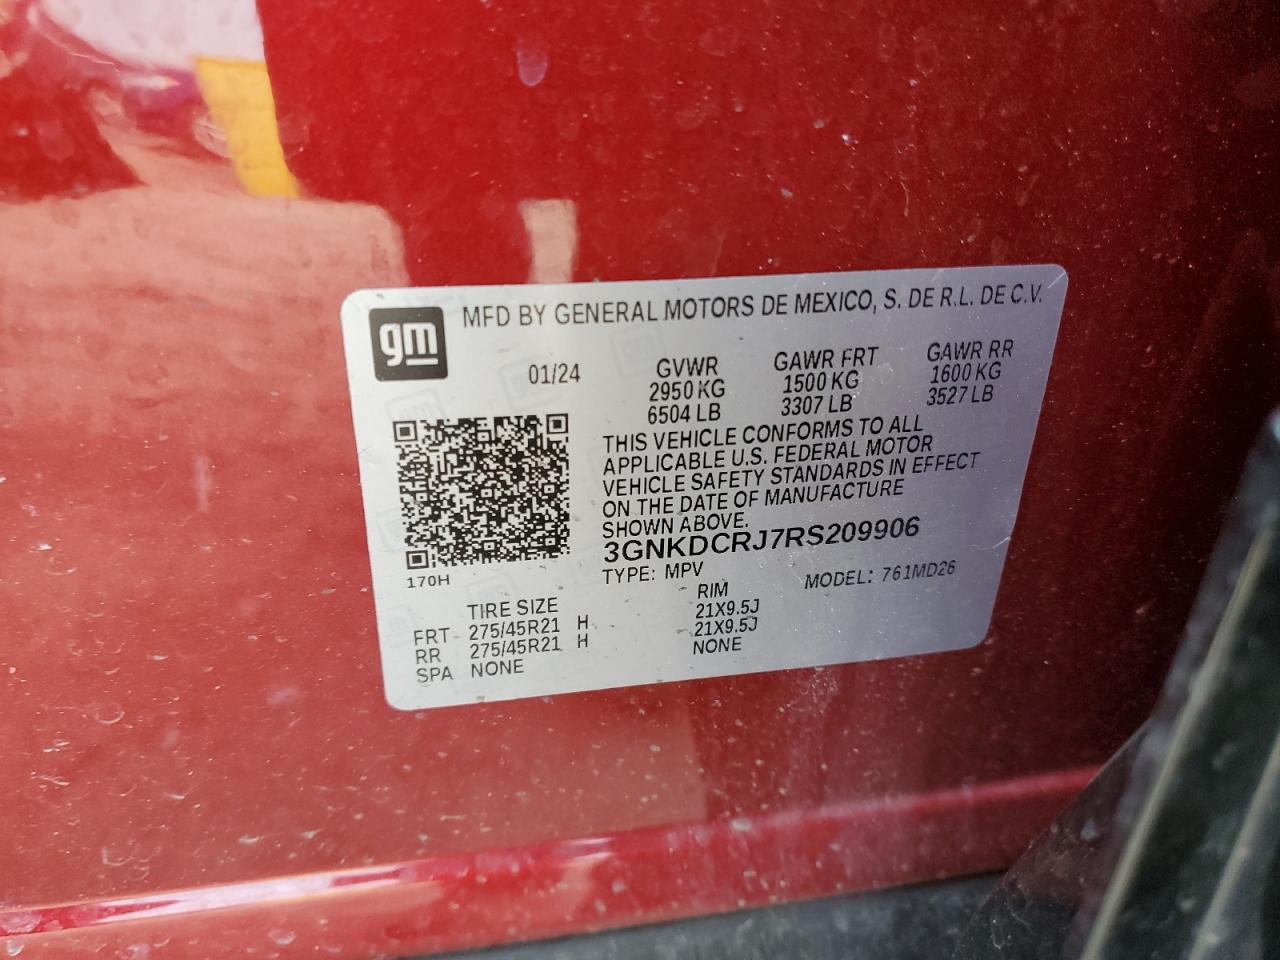 gm
MFD BY GENERAL MOTORS DE MEXICO, S. DE R.L. DE C.V.
01/24 GVWR GAWR FRT GAWR RR
2950 KG 1500 KG 1600 KG
6504 LB 3307 LB 3527 LB
THIS VEHICLE CONFORMS TO ALL
APPLICABLE U.S. FEDERAL MOTOR
VEHICLE SAFETY STANDARDS IN EFFECT
ON THE DATE OF MANUFACTURE
SHOWN ABOVE.
3GNKDCRJ7RS209906
170H
TYPE: MPV MODEL: 761MD26
TIRE SIZE RIM
FRT 275/45R21 H 21X9.5J
RR 275/45R21 H 21X9.5J
SPA NONE NONE